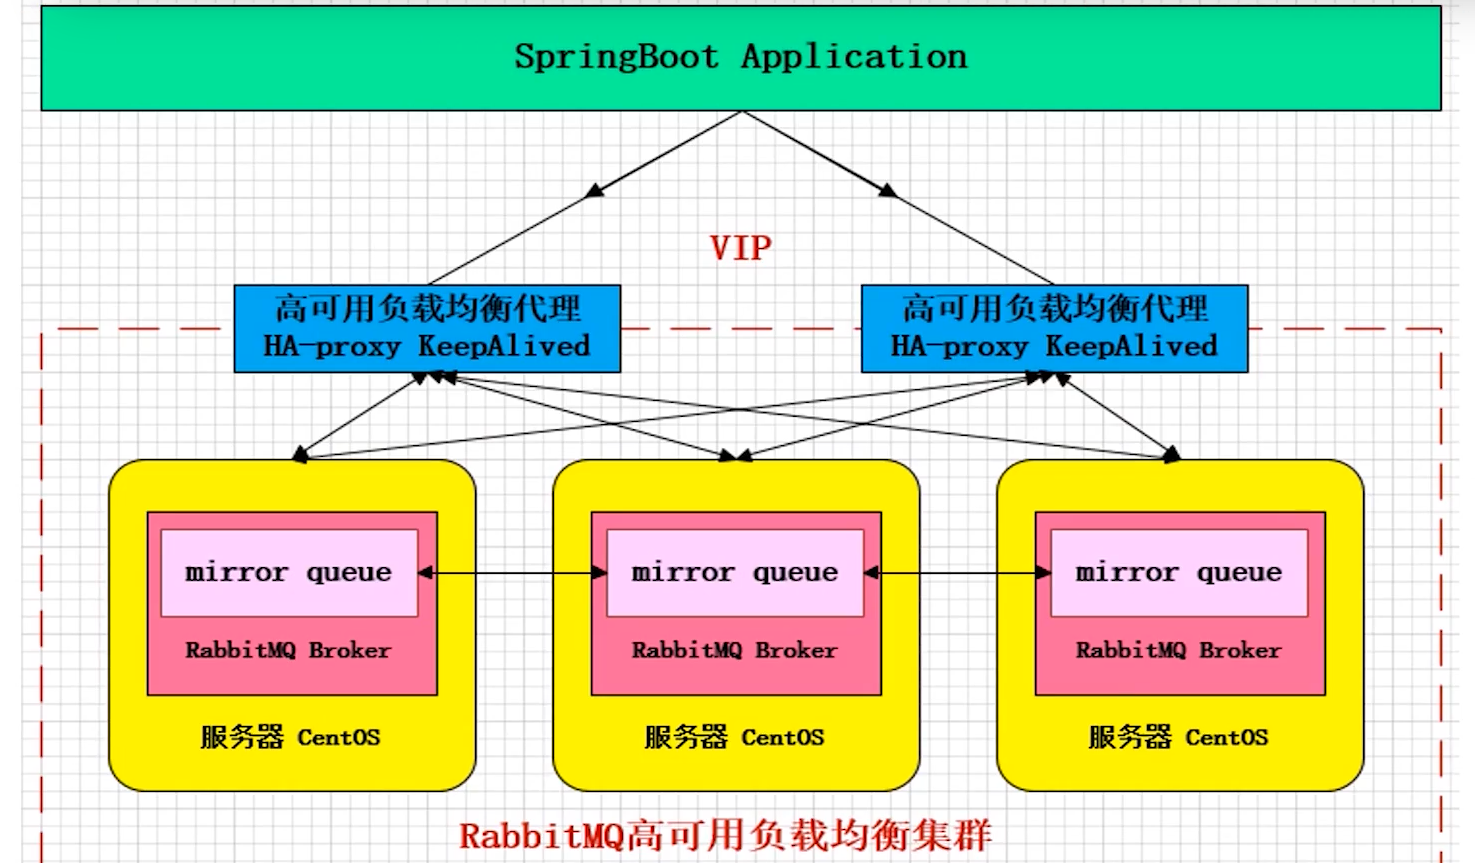 SpringBoot Application
VIP
高可用负载均衡代理
HA-proxy KeepAlived
高可用负载均衡代理
HA-proxy KeepAlived
mirror queue
RabbitMQ Broker
服务器 CentOS
mirror queue
RabbitMQ Broker
服务器 CentOS
mirror queue
RabbitMQ Broker
服务器 CentOS
RabbitMQ高可用负载均衡集群